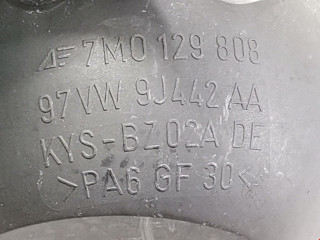 7M0 129 808
97VW 9J442 AA
KYS-BZ02A DE
>PA6 GF 30<